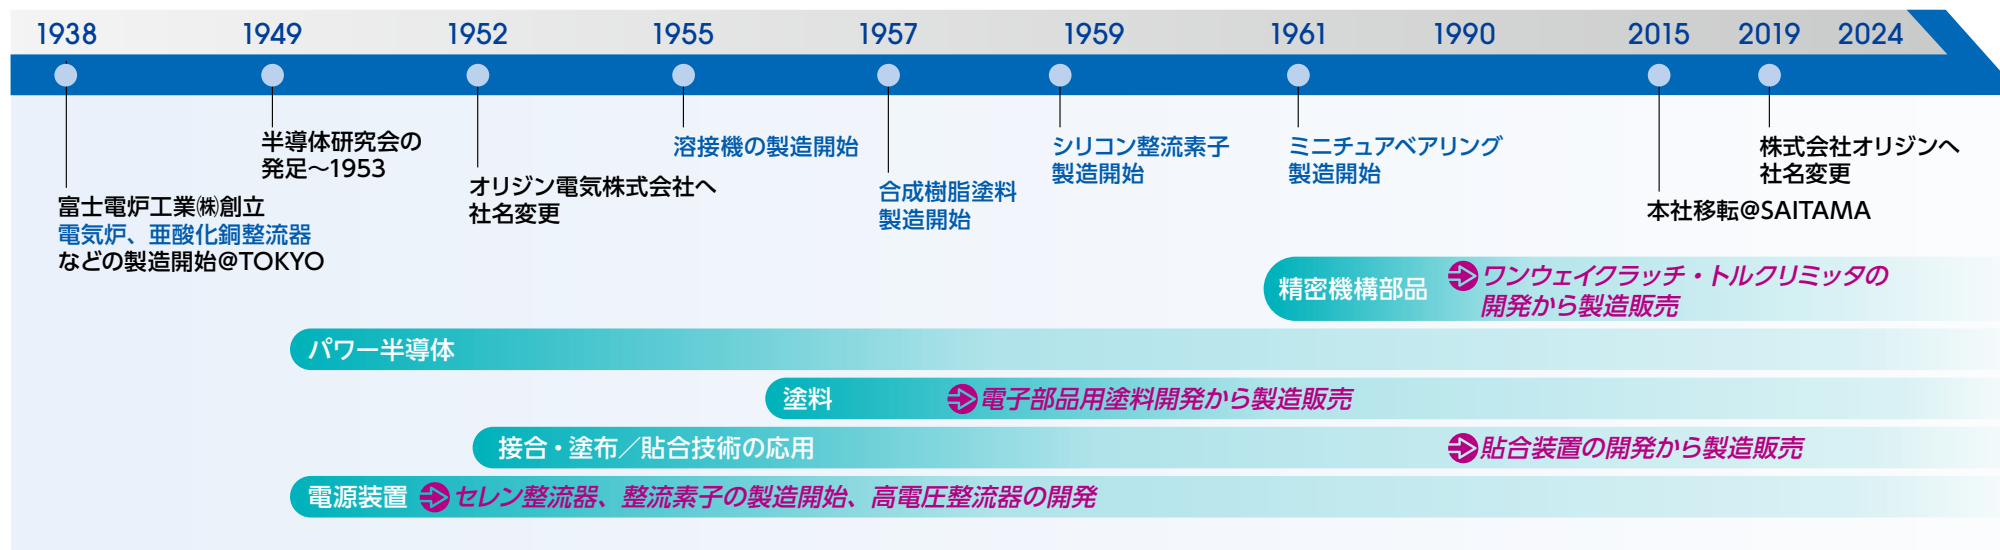 1938 1949 1952 1955 1957 1959 1961 1990 2015 2019 2024
富士電炉工業㈱創立
電気炉、亜酸化銅整流器
などの製造開始@TOKYO
半導体研究会の
発足～1953
オリジン電気株式会社へ
社名変更
溶接機の製造開始
合成樹脂塗料
製造開始
シリコン整流素子
製造開始
ミニチュアベアリング
製造開始
本社移転@SAITAMA
株式会社オリジンへ
社名変更
精密機構部品
ワンウェイクラッチ・トルクリミッタの
開発から製造販売
パワー半導体
塗料 電子部品用塗料開発から製造販売
接合・塗布／貼合技術の応用 貼合装置の開発から製造販売
電源装置 セレン整流器、整流素子の製造開始、高電圧整流器の開発